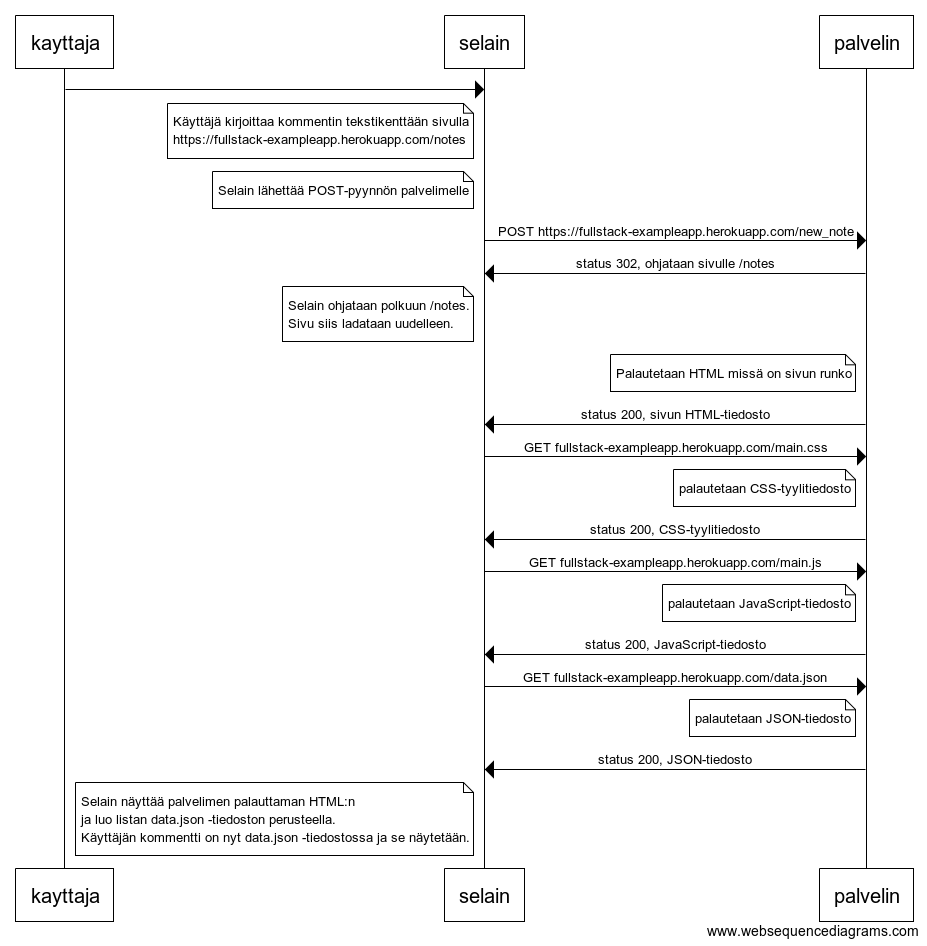 kayttaja
selain
palvelin
Käyttäjä kirjoittaa kommentin tekstikenttään sivulla
https://fullstack-exampleapp.herokuapp.com/notes
Selain lähettää POST-pyynnön palvelimelle
POST https://fullstack-exampleapp.herokuapp.com/new_note
status 302, ohjataan sivulle /notes
Selain ohjataan polkuun /notes.
Sivu siis ladataan uudelleen.
Palautetaan HTML missä on sivun runko
status 200, sivun HTML-tiedosto
GET fullstack-exampleapp.herokuapp.com/main.css
palautetaan CSS-tyylitiedosto
status 200, CSS-tyylitiedosto
GET fullstack-exampleapp.herokuapp.com/main.js
palautetaan JavaScript-tiedosto
status 200, JavaScript-tiedosto
GET fullstack-exampleapp.herokuapp.com/data.json
palautetaan JSON-tiedosto
status 200, JSON-tiedosto
Selain näyttää palvelimen palauttaman HTML:n
ja luo listan data.json -tiedoston perusteella.
Käyttäjän kommentti on nyt data.json -tiedostossa ja se näytetään.
kayttaja
selain
palvelin
www.websequencediagrams.com